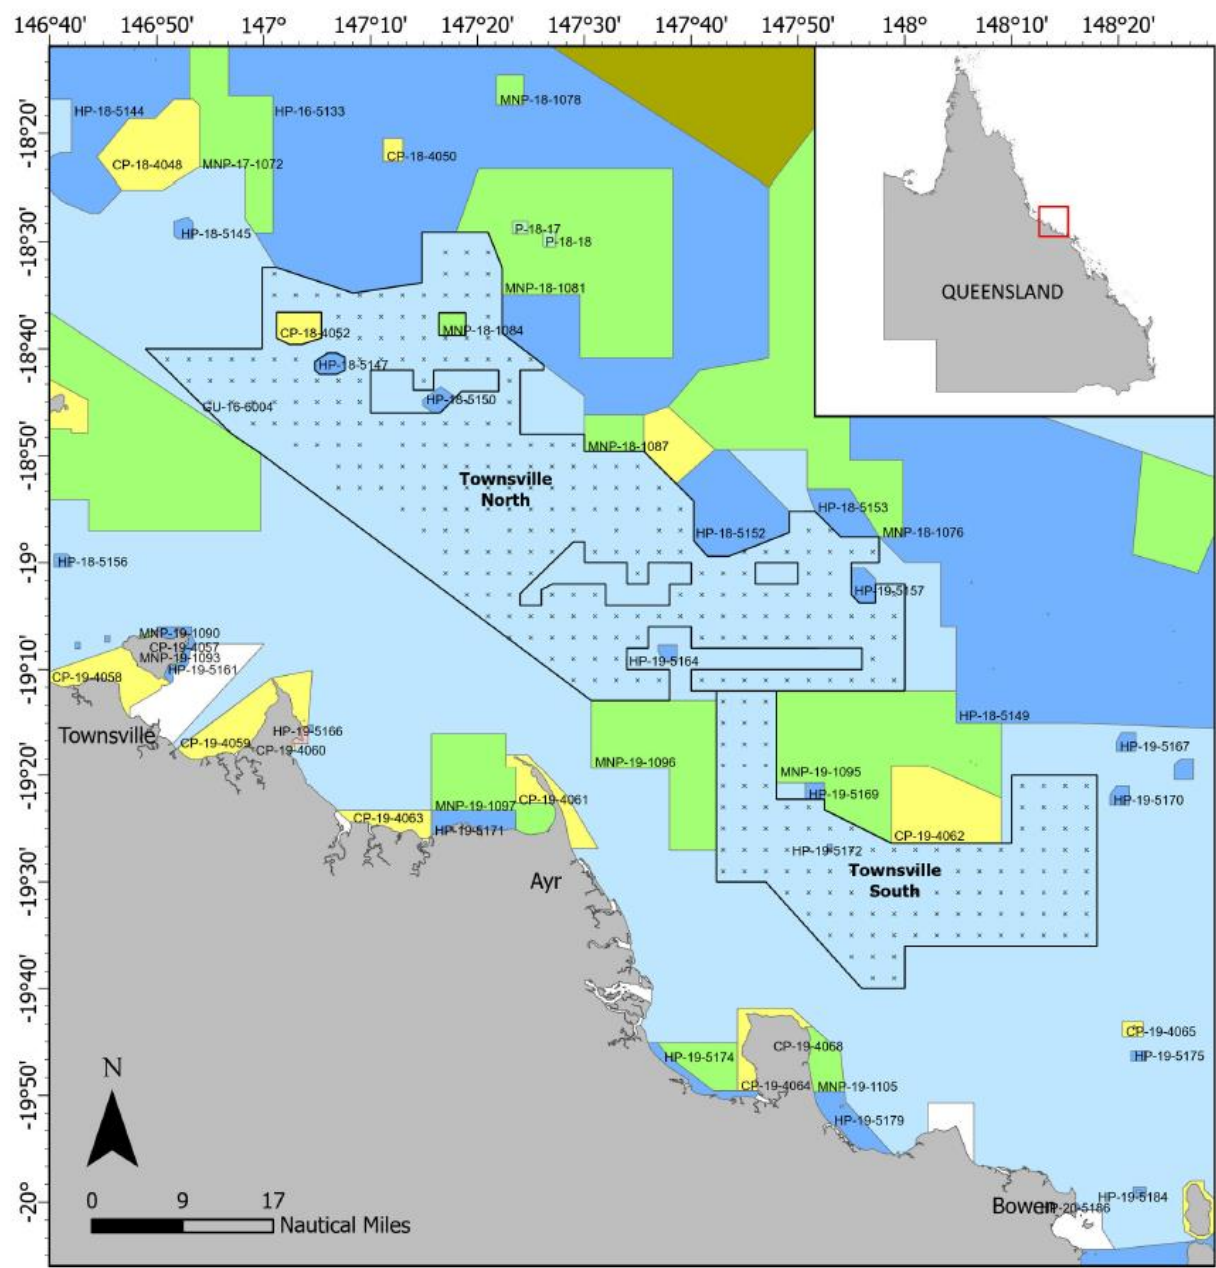 146°40' 146°50' 147° 147°10' 147°20' 147°30' 147°40' 147°50' 148° 148°10' 148°20'
-18°20'
-18°30'
-18°40'
-18°50'
-19°
-19°10'
-19°20'
-19°30'
-19°40'
-19°50'
-20°
HP-18-5144
HP-16-5133
MNP-18-1078
CP-18-4048
MNP-17-1072
CP-18-4050
HP-18-5145
P-18-17
P-18-18
MNP-18-1081
QUEENSLAND
CP-18-4052
MNP-18-1084
HP-18-5147
HP-18-5150
GU-16-6004
MNP-18-1087
Townsville
North
HP-18-5153
HP-18-5152
MNP-18-1076
HP-18-5156
HP-19-5157
MNP-19-1090
CP-19-4057
MNP-19-1093
HP-19-5161
HP-19-5164
CP-19-4058
HP-18-5149
Townsville
HP-19-5166
CP-19-4059
CP-19-4060
HP-19-5167
MNP-19-1096
MNP-19-1095
HP-19-5169
HP-19-5170
CP-19-4061
MNP-19-1097
CP-19-4063
HP-19-5171
CP-19-4062
HP-19-5172
Townsville
South
Ayr
CP-19-4065
HP-19-5175
HP-19-5174
CP-19-4068
CP-19-4064
MNP-19-1105
HP-19-5179
N
HP-19-5184
Bowen
HP-20-5186
0 9 17
Nautical Miles